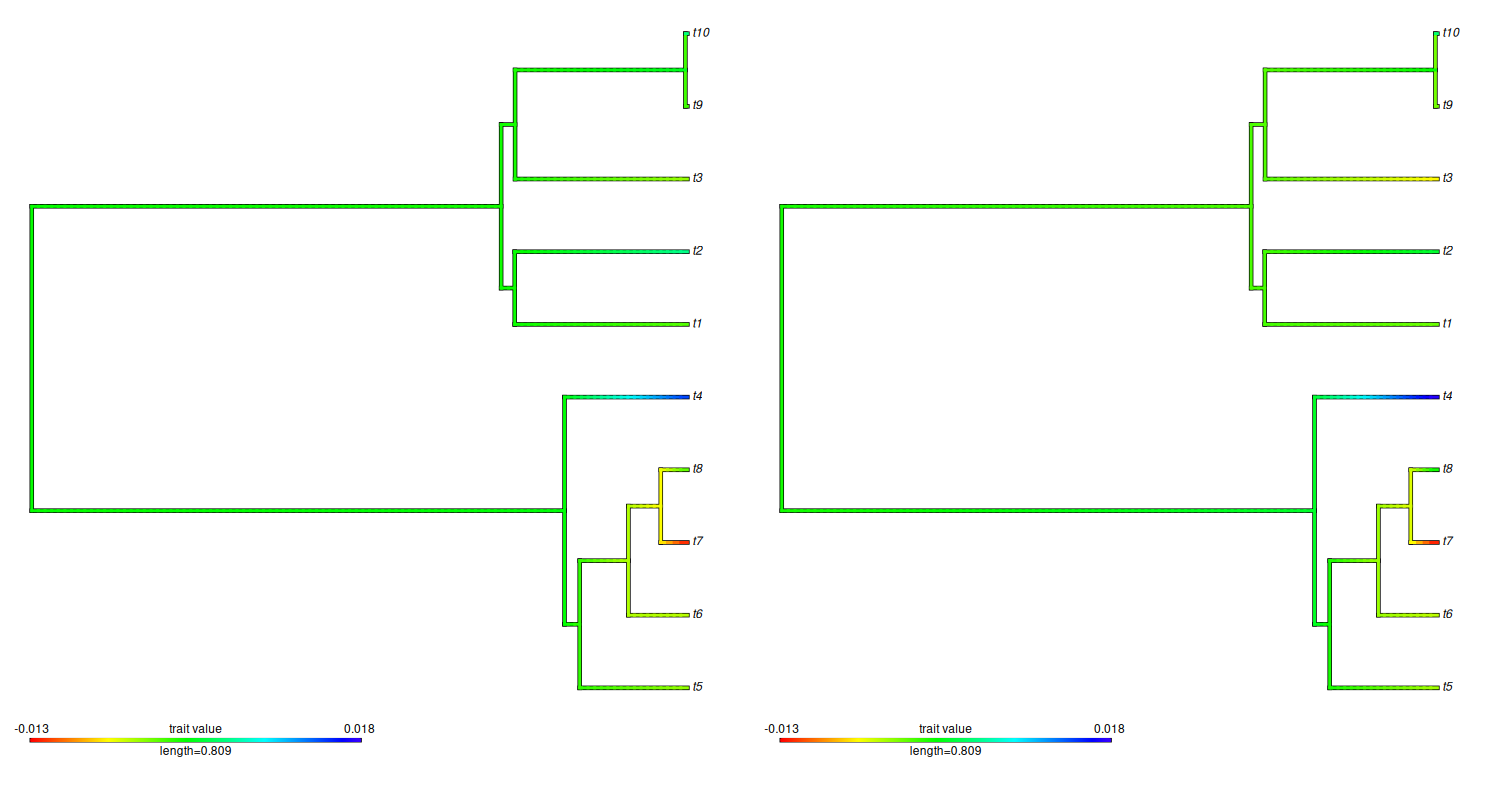 t10
t9
t3
t2
t1
t4
t8
t7
t6
t5
-0.013 trait value 0.018
length=0.809
t10
t9
t3
t2
t1
t4
t8
t7
t6
t5
-0.013 trait value 0.018
length=0.809